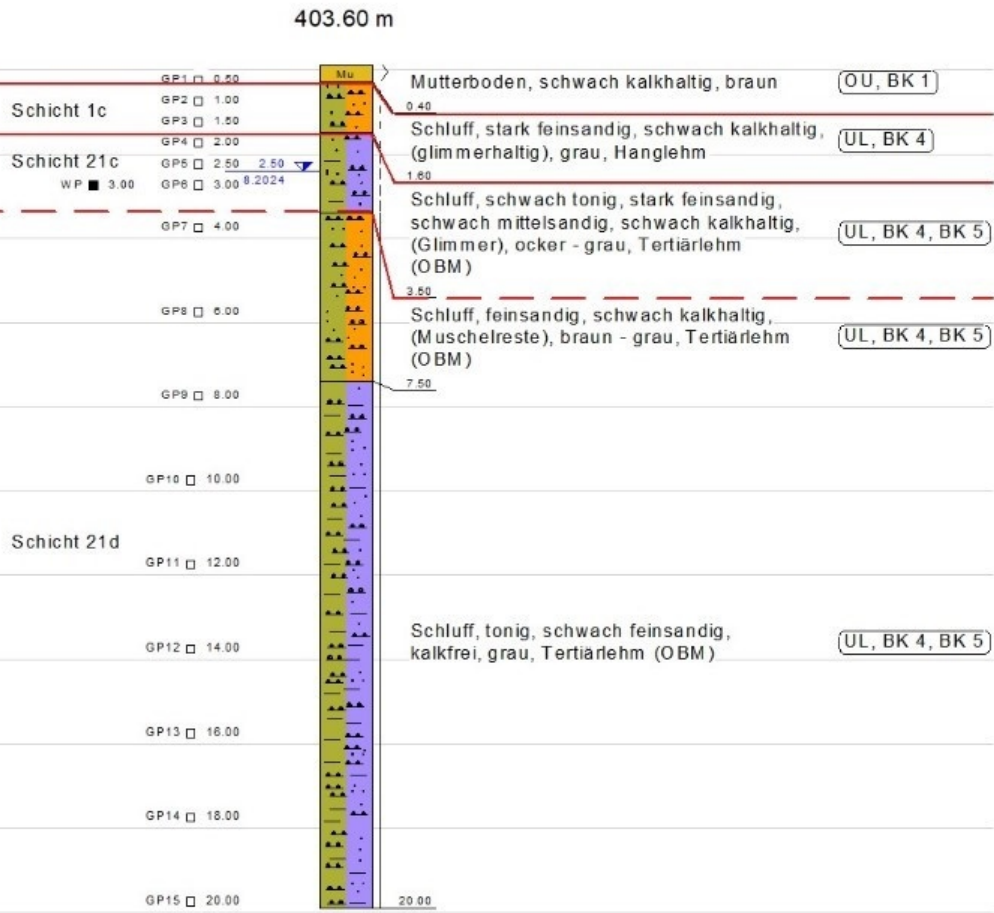 403.60 m
GP1 0.50
Mu
Mutterboden, schwach kalkhaltig, braun
OU, BK 1
0.40
Schicht 1c
GP2 1.00
GP3 1.50
Schluff, stark feinsandig, schwach kalkhaltig,
(glimmerhaltig), grau, Hanglehm
UL, BK 4
1.60
GP4 2.00
Schicht 21c
GP5 2.50
2.50
8.2024
WP 3.00
GP6 3.00
Schluff, schwach tonig, stark feinsandig,
schwach mittelsandig, schwach kalkhaltig,
(Glimmer), ocker - grau, Tertiärlehm
(OBM)
UL, BK 4, BK 5
3.50
GP7 4.00
GP8 6.00
Schluff, feinsandig, schwach kalkhaltig,
(Muschelreste), braun - grau, Tertiärlehm
(OBM)
UL, BK 4, BK 5
7.50
GP9 8.00
GP10 10.00
Schicht 21d
GP11 12.00
GP12 14.00
Schluff, tonig, schwach feinsandig,
kalkfrei, grau, Tertiärlehm (OBM)
UL, BK 4, BK 5
GP13 16.00
GP14 18.00
GP15 20.00
20.00